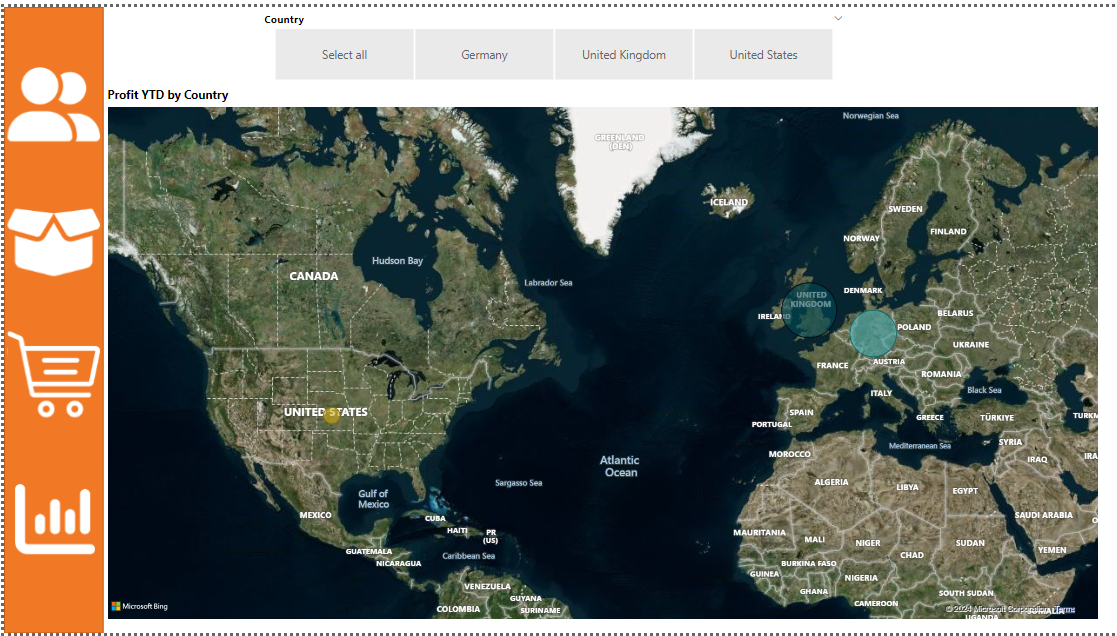 Country
Select all
Germany
United Kingdom
United States
Profit YTD by Country
Norwegian Sea
GREENLAND
(DEN)
ICELAND
SWEDEN
FINLAND
NORWAY
Hudson Bay
CANADA
Labrador Sea
DENMARK
UNITED
KINGDOM
IRELAND
BELARUS
POLAND
UKRAINE
FRANCE
AUSTRIA
ROMANIA
ITALY
Black Sea
UNITED STATES
SPAIN
PORTUGAL
GREECE
TÜRKIYE
TURKM
Mediterranean Sea
SYRIA
MOROCCO
IRAQ
IRA
Atlantic
Ocean
ALGERIA
LIBYA
EGYPT
Sargasso Sea
Gulf of
Mexico
MEXICO
CUBA
HAITI
PR
(US)
SAUDI ARABIA
O
MAURITANIA
MALI
NIGER
CHAD
SUDAN
YEMEN
GUATEMALA
NICARAGUA
Caribbean Sea
BURKINA FASO
GUINEA
NIGERIA
GHANA
VENEZUELA
GUYANA
SURINAME
COLOMBIA
SOUTH SUDAN
CAMEROON
UGANDA
Microsoft Bing
© 2024 Microsoft Corporation Terms